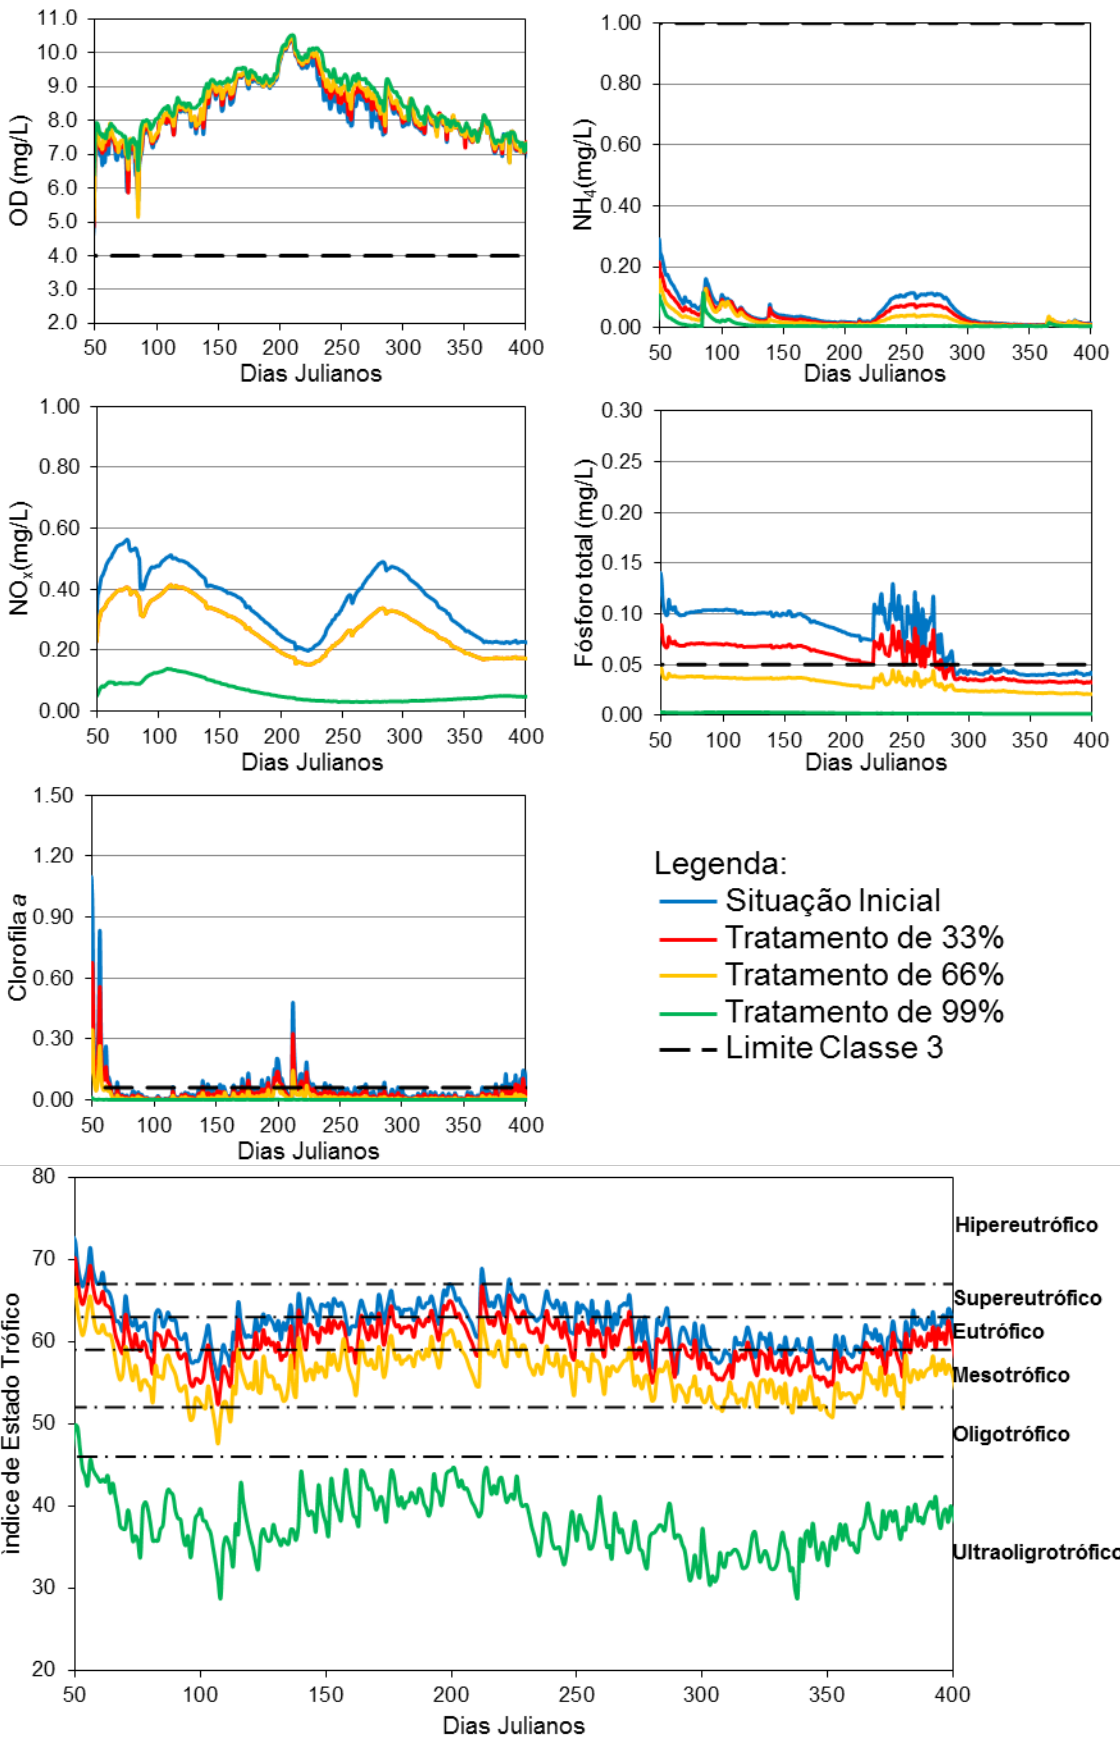 OD (mg/L)
11.0
10.0
9.0
8.0
7.0
6.0
5.0
4.0
3.0
2.0
50 100 150 200 250 300 350 400
Dias Julianos
NH4(mg/L)
1.00
0.80
0.60
0.40
0.20
0.00
50 100 150 200 250 300 350 400
Dias Julianos
NOx(mg/L)
1.00
0.80
0.60
0.40
0.20
0.00
50 100 150 200 250 300 350 400
Dias Julianos
Fósforo total (mg/L)
0.30
0.25
0.20
0.15
0.10
0.05
0.00
50 100 150 200 250 300 350 400
Dias Julianos
Clorofila a
1.50
1.20
0.90
0.60
0.30
0.00
50 100 150 200 250 300 350 400
Dias Julianos
Legenda:
Situação Inicial
Tratamento de 33%
Tratamento de 66%
Tratamento de 99%
Limite Classe 3
Índice de Estado Trófico
80
70
60
50
40
30
20
50 100 150 200 250 300 350 400
Dias Julianos
Hipereutrófico
Supereutrófico
Eutrófico
Mesotrófico
Oligotrófico
Ultraoligrotrófico